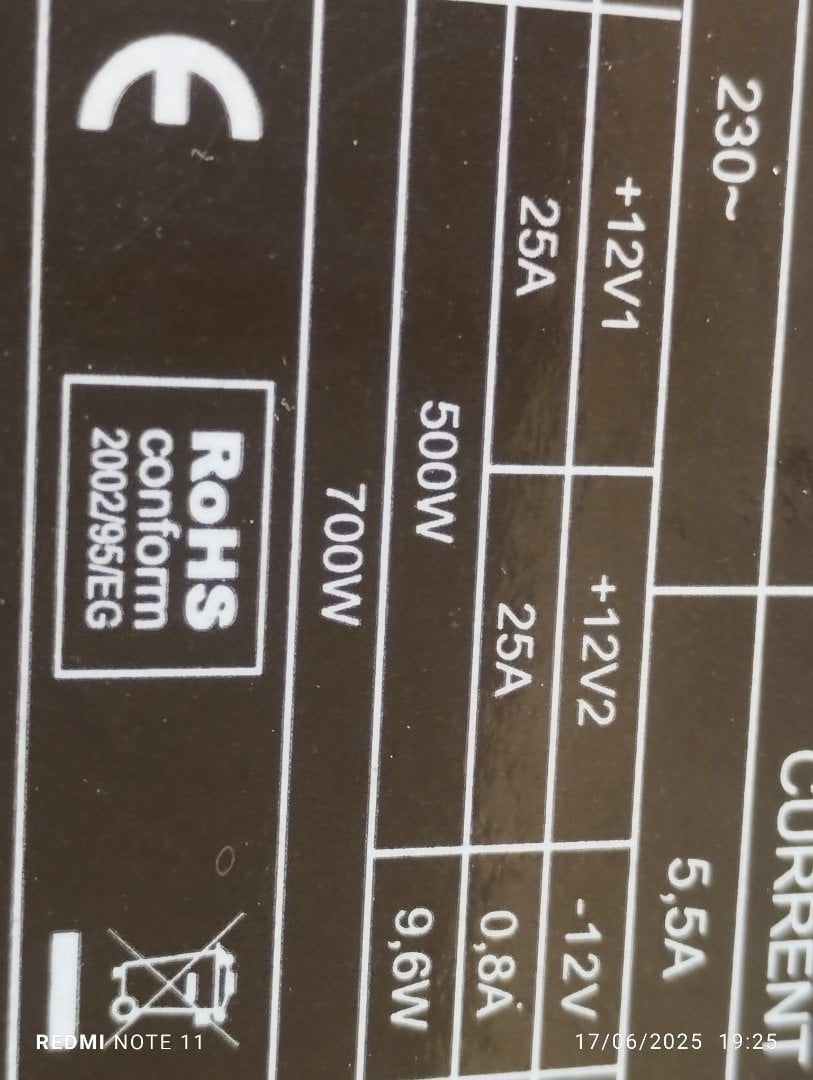 CURRENT
230~
5,5A
+12V1
+12V2
-12V
25A
25A
0,8A
500W
9,6W
700W
CE
RoHS
conform
2002/95/EG
REDMI NOTE 11
17/06/2025 19:25